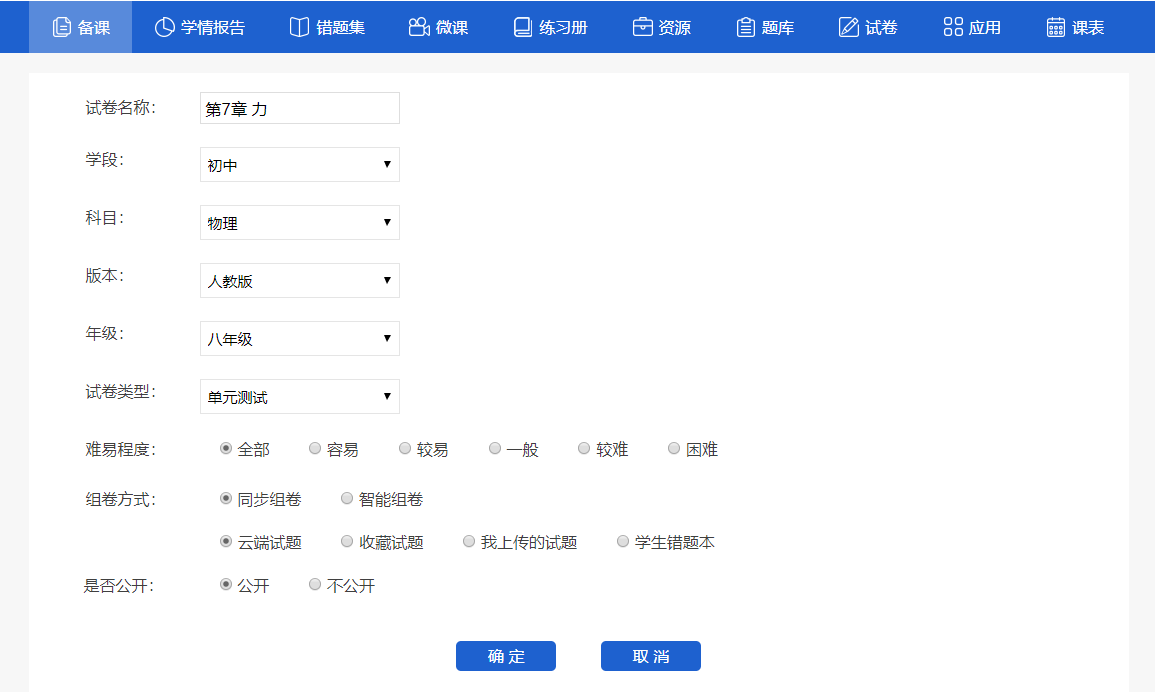 备课 学情报告 错题集 微课 练习册 资源 题库 试卷 应用 课表
试卷名称： 第7章 力
学段： 初中
科目： 物理
版本： 人教版
年级： 八年级
试卷类型： 单元测试
难易程度： 全部 容易 较易 一般 较难 困难
组卷方式： 同步组卷 智能组卷
云端试题 收藏试题 我上传的试题 学生错题本
是否公开： 公开 不公开
确 定 取 消